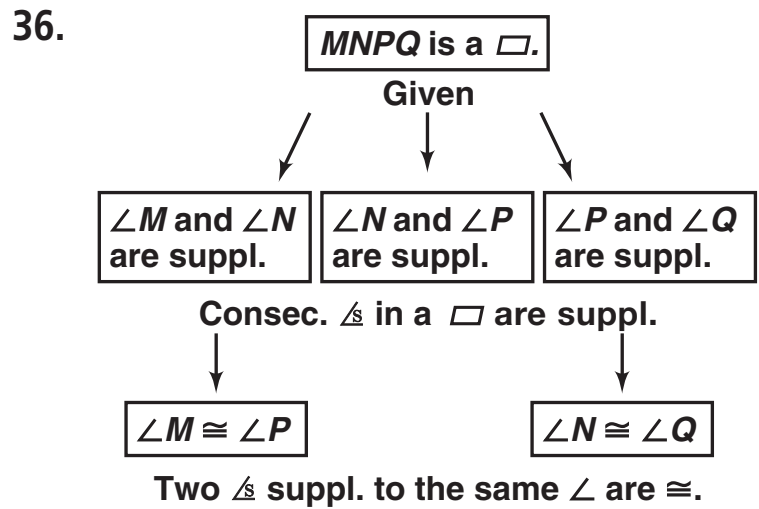 36.
MNPQ is a ▱.
Given
∠M and ∠N
are suppl.
∠N and ∠P
are suppl.
∠P and ∠Q
are suppl.
Consec. ∠s in a ▱ are suppl.
∠M ≅ ∠P
∠N ≅ ∠Q
Two ∠s suppl. to the same ∠ are ≅.